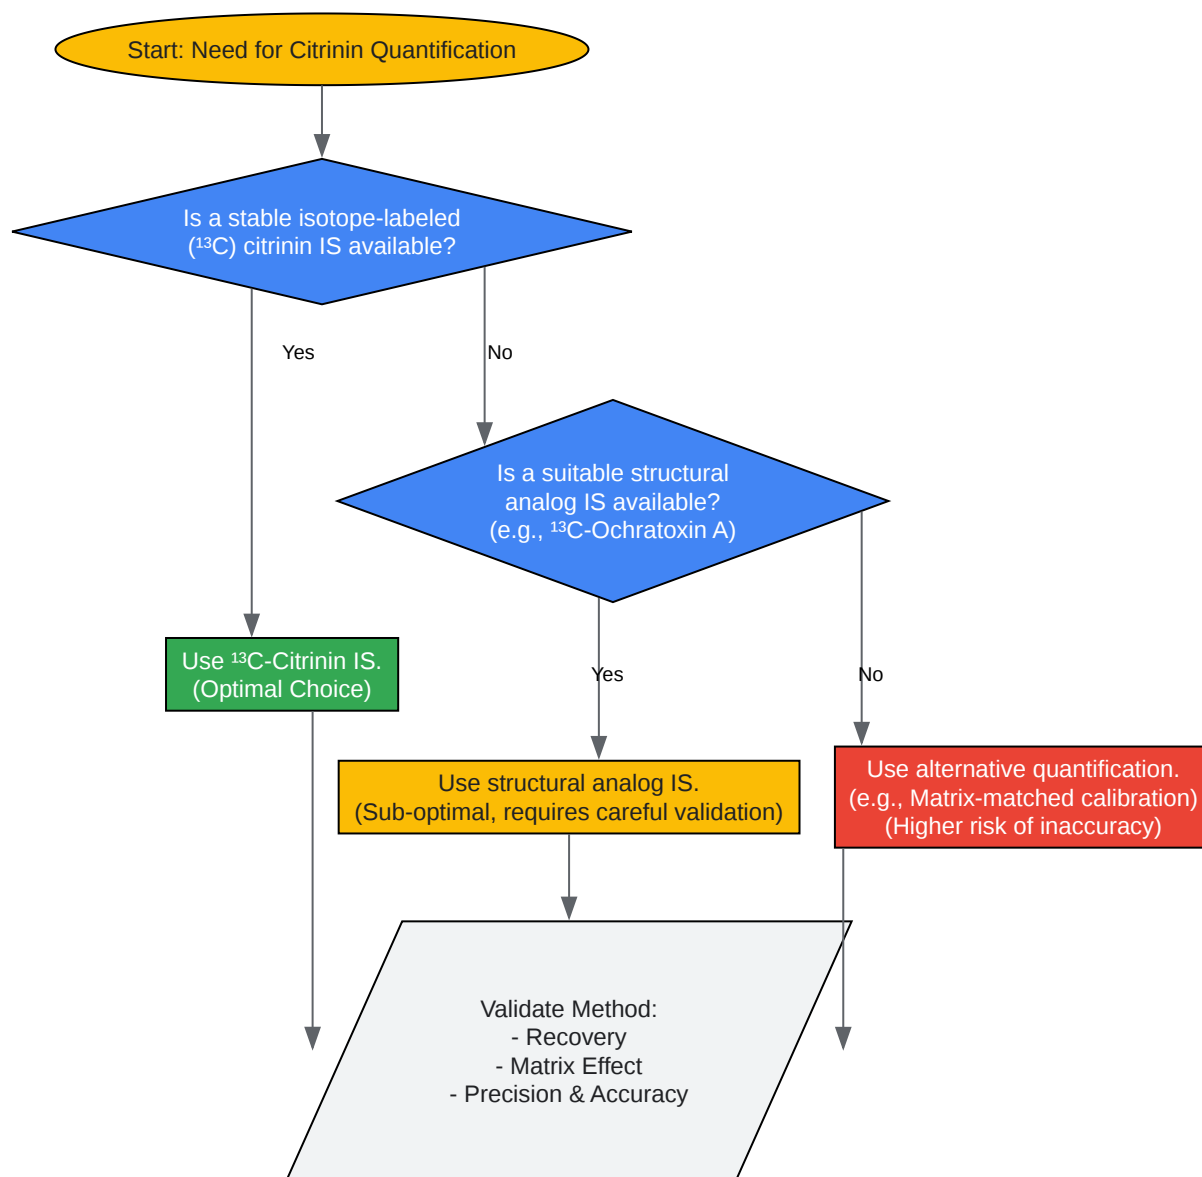 Start: Need for Citrinin Quantification
Is a stable isotope-labeled
(¹³C) citrinin IS available?
Yes
No
Is a suitable structural
analog IS available?
(e.g., ¹³C-Ochratoxin A)
Use ¹³C-Citrinin IS.
(Optimal Choice)
Yes
No
Use structural analog IS.
(Sub-optimal, requires careful validation)
Use alternative quantification.
(e.g., Matrix-matched calibration)
(Higher risk of inaccuracy)
Validate Method:
- Recovery
- Matrix Effect
- Precision & Accuracy